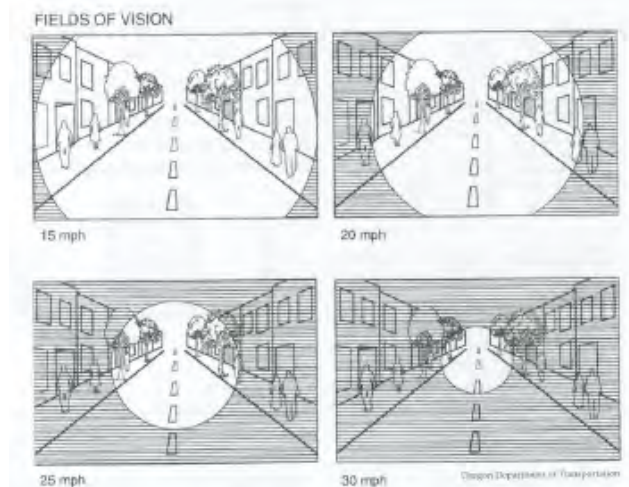 FIELDS OF VISION
15 mph
20 mph
25 mph
30 mph
Oregon Department of Transportation